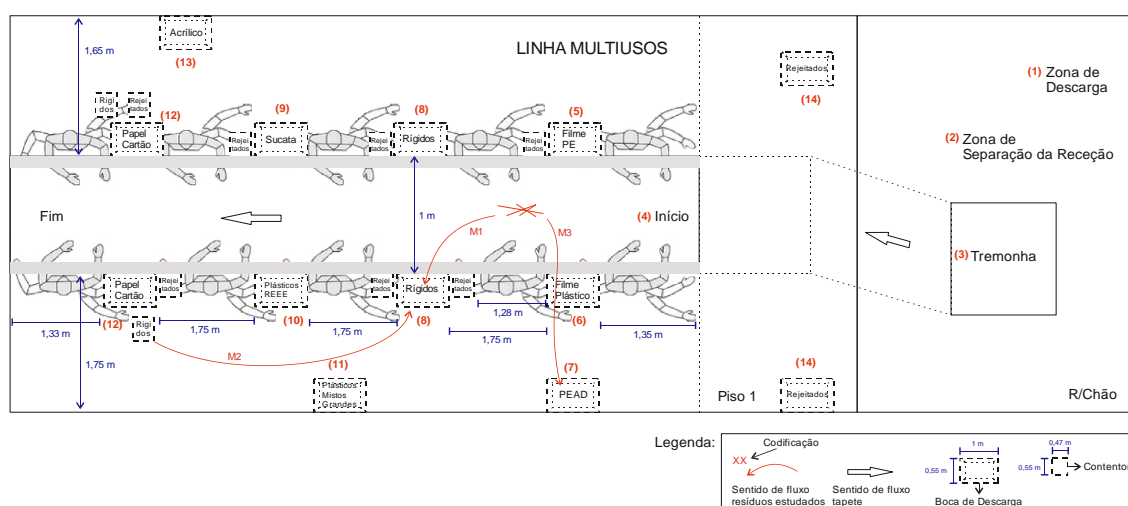 LINHA MULTIUSOS
Acrílico
(13)
1,65 m
Rejeitados
(14)
(1) Zona de
Descarga
(2) Zona de
Separação da Receção
(3) Tremonha
Rígi
dos
Rejei
tados
(12)
Papel
Cartão
Rejei
tados
(9)
Sucata
Rejei
tados
(8)
Rígidos
Rejei
tados
(5)
Filme
PE
Fim
1 m
(4) Início
M1
M3
Papel
Cartão
Rejei
tados
Plásticos
REEE
Rejei
tados
Rígidos
Rejei
tados
Filme
Plástico
(12)
Rígi
dos
(10)
(8)
(6)
1,28 m
1,33 m
1,75 m
1,75 m
1,75 m
1,35 m
1,75 m
M2
(11)
Plásticos
Mistos
Grandes
(7)
PEAD
Piso 1
(14)
Rejeitados
R/Chão
Legenda:
Codificação
XX
Sentido de fluxo
resíduos estudados
Sentido de fluxo
tapete
1 m
0,55 m
Boca de Descarga
0,47 m
0,55 m
Contentor